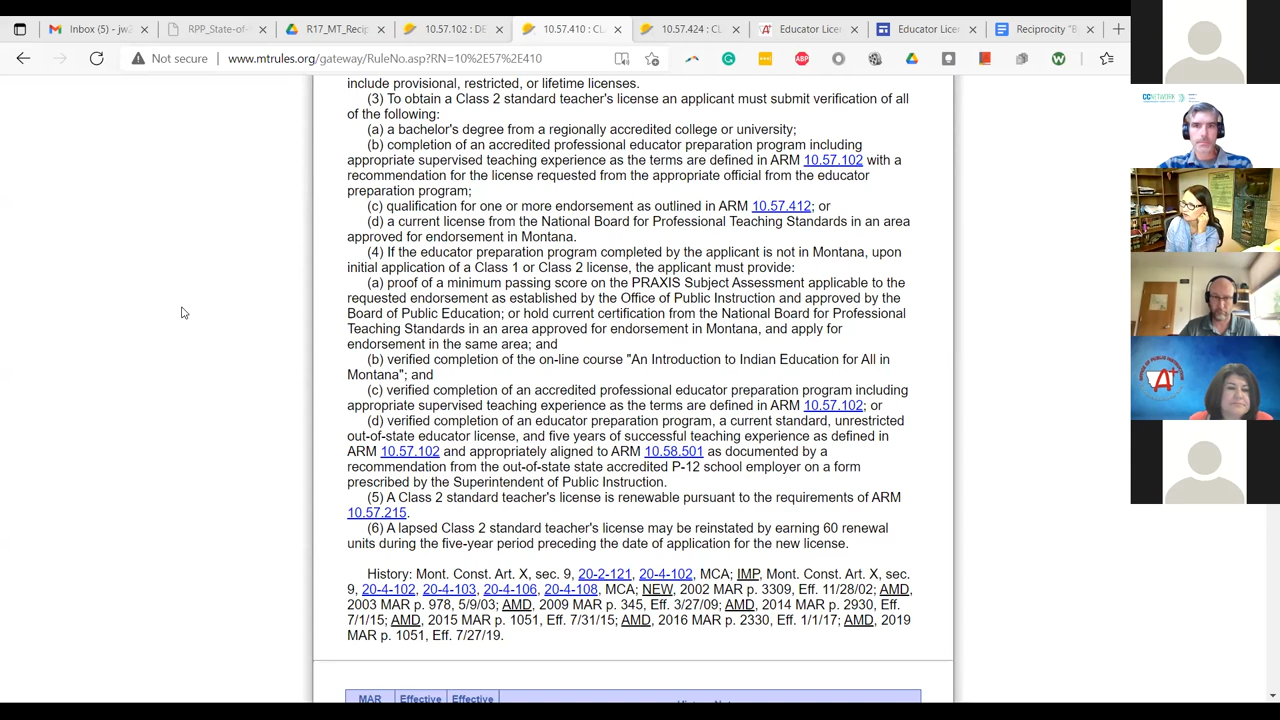 Inbox (5) - jw2
RPP_State-of-
R17_MT_Recip
10.57.102 : DE
10.57.410 : CL
10.57.424 : CL
Educator Licen
Educator Licen
Reciprocity "B
Not secure
www.mtrules.org/gateway/RuleNo.asp?RN=10%2E57%2E410
include provisional, restricted, or lifetime licenses.
(3) To obtain a Class 2 standard teacher's license an applicant must submit verification of all
of the following:
(a) a bachelor's degree from a regionally accredited college or university;
(b) completion of an accredited professional educator preparation program including
appropriate supervised teaching experience as the terms are defined in ARM 10.57.102 with a
recommendation for the license requested from the appropriate official from the educator
preparation program;
(c) qualification for one or more endorsement as outlined in ARM 10.57.412; or
(d) a current license from the National Board for Professional Teaching Standards in an area
approved for endorsement in Montana.
(4) If the educator preparation program completed by the applicant is not in Montana, upon
initial application of a Class 1 or Class 2 license, the applicant must provide:
(a) proof of a minimum passing score on the PRAXIS Subject Assessment applicable to the
requested endorsement as established by the Office of Public Instruction and approved by the
Board of Public Education; or hold current certification from the National Board for Professional
Teaching Standards in an area approved for endorsement in Montana, and apply for
endorsement in the same area; and
(b) verified completion of the on-line course "An Introduction to Indian Education for All in
Montana"; and
(c) verified completion of an accredited professional educator preparation program including
appropriate supervised teaching experience as the terms are defined in ARM 10.57.102; or
(d) verified completion of an educator preparation program, a current standard, unrestricted
out-of-state educator license, and five years of successful teaching experience as defined in
ARM 10.57.102 and appropriately aligned to ARM 10.58.501 as documented by a
recommendation from the out-of-state state accredited P-12 school employer on a form
prescribed by the Superintendent of Public Instruction.
(5) A Class 2 standard teacher's license is renewable pursuant to the requirements of ARM
10.57.215.
(6) A lapsed Class 2 standard teacher's license may be reinstated by earning 60 renewal
units during the five-year period preceding the date of application for the new license.
History: Mont. Const. Art. X, sec. 9, 20-2-121, 20-4-102, MCA; IMP, Mont. Const. Art. X, sec.
9, 20-4-102, 20-4-103, 20-4-106, 20-4-108, MCA; NEW, 2002 MAR p. 3309, Eff. 11/28/02; AMD,
2003 MAR p. 978, 5/9/03; AMD, 2009 MAR p. 345, Eff. 3/27/09; AMD, 2014 MAR p. 2930, Eff.
7/1/15; AMD, 2015 MAR p. 1051, Eff. 7/31/15; AMD, 2016 MAR p. 2330, Eff. 1/1/17; AMD, 2019
MAR p. 1051, Eff. 7/27/19.
MAR Effective Effective
CCNETWORK